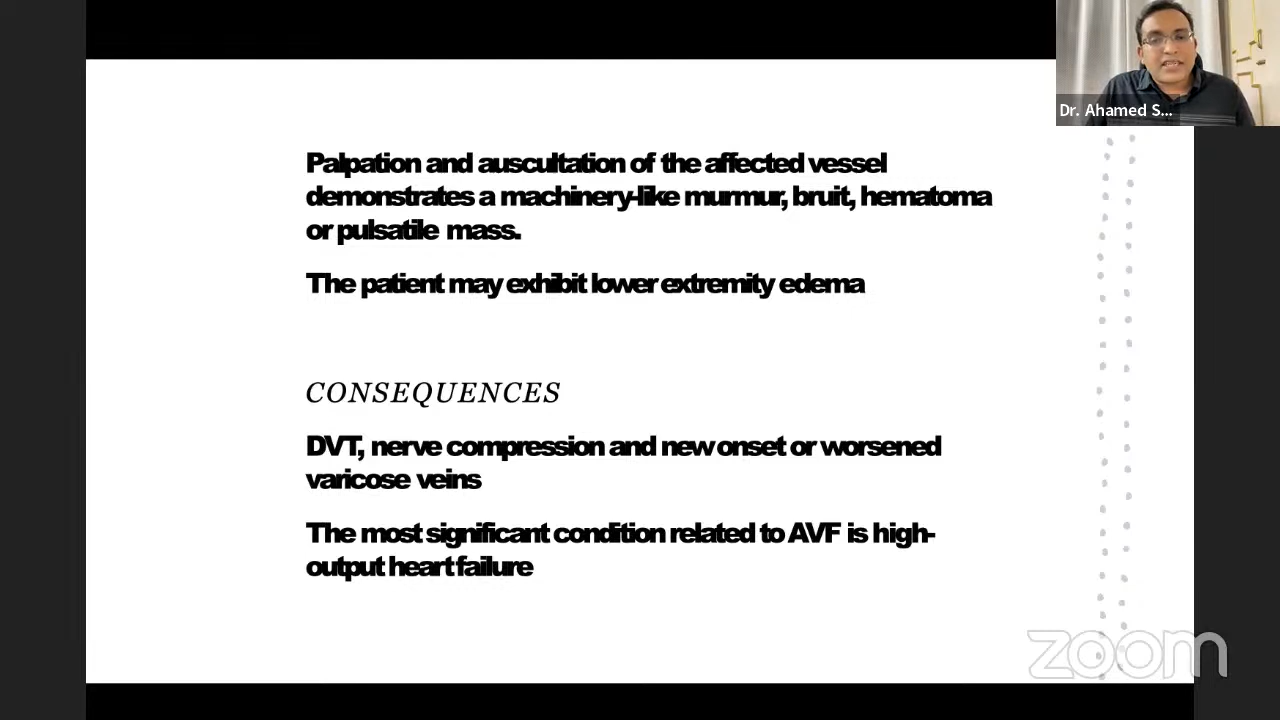 Dr. Ahamed S...
Palpation and auscultation of the affected vessel
demonstrates a machinery-like murmur, bruit, hematoma
or pulsatile mass.
The patient may exhibit lower extremity edema
CONSEQUENCES
DVT, nerve compression and new onset or worsened
varicose veins
The most significant condition related to AVF is high-
output heart failure
zoom